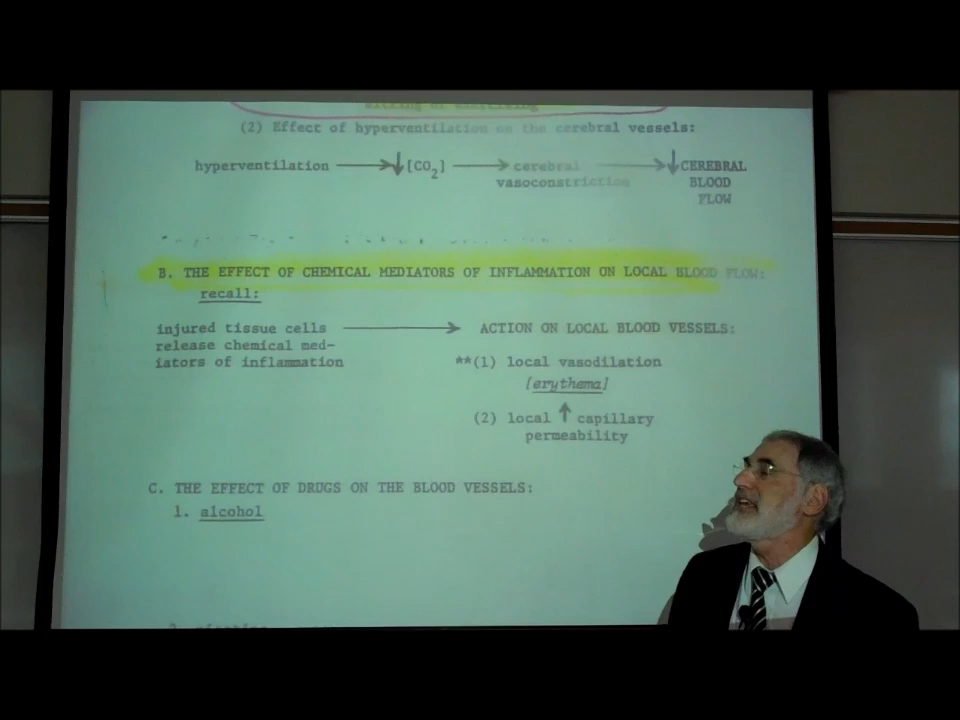 (2) Effect of hyperventilation on the cerebral vessels:
hyperventilation → ↓ [CO2] → cerebral vasoconstriction → ↓ CEREBRAL BLOOD FLOW
B. THE EFFECT OF CHEMICAL MEDIATORS OF INFLAMMATION ON LOCAL BLOOD FLOW:
recall:
injured tissue cells → ACTION ON LOCAL BLOOD VESSELS:
release chemical med-
iators of inflammation
**(1) local vasodilation
[erythema]
(2) local ↑ capillary
permeability
C. THE EFFECT OF DRUGS ON THE BLOOD VESSELS:
1. alcohol